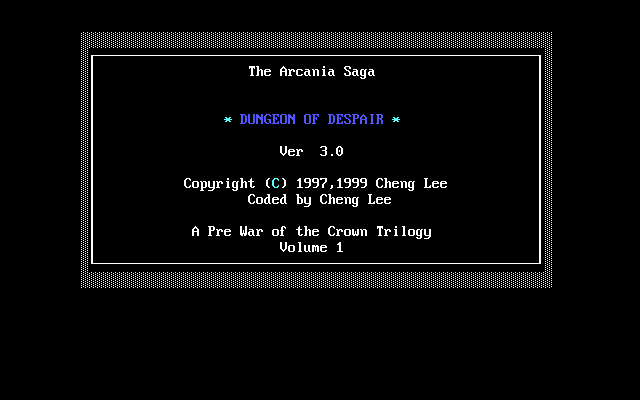 The Arcania Saga
* DUNGEON OF DESPAIR *
Ver  3.0
Copyright (C) 1997,1999 Cheng Lee
Coded by Cheng Lee
A Pre War of the Crown Trilogy
Volume 1